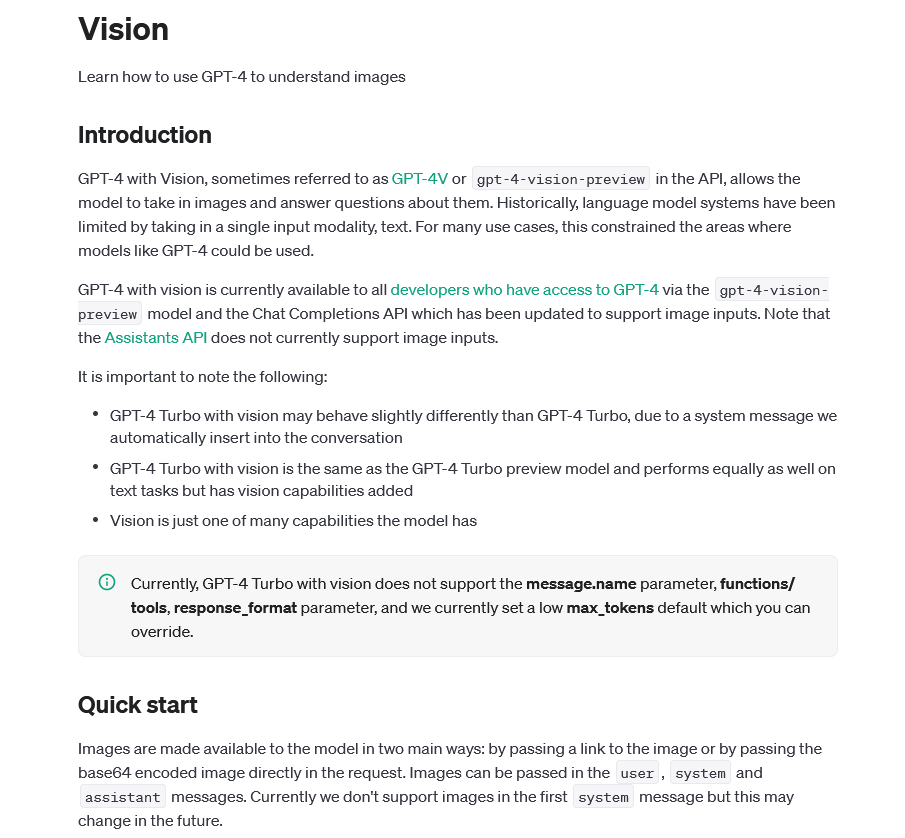 Vision
Learn how to use GPT-4 to understand images
Introduction
GPT-4 with Vision, sometimes referred to as GPT-4V or gpt-4-vision-preview in the API, allows the
model to take in images and answer questions about them. Historically, language model systems have been
limited by taking in a single input modality, text. For many use cases, this constrained the areas where
models like GPT-4 could be used.
GPT-4 with vision is currently available to all developers who have access to GPT-4 via the gpt-4-vision-
preview model and the Chat Completions API which has been updated to support image inputs. Note that
the Assistants API does not currently support image inputs.
It is important to note the following:
• GPT-4 Turbo with vision may behave slightly differently than GPT-4 Turbo, due to a system message we
automatically insert into the conversation
• GPT-4 Turbo with vision is the same as the GPT-4 Turbo preview model and performs equally as well on
text tasks but has vision capabilities added
• Vision is just one of many capabilities the model has
Currently, GPT-4 Turbo with vision does not support the message.name parameter, functions/
tools, response_format parameter, and we currently set a low max_tokens default which you can
override.
Quick start
Images are made available to the model in two main ways: by passing a link to the image or by passing the
base64 encoded image directly in the request. Images can be passed in the user, system and
assistant messages. Currently we don't support images in the first system message but this may
change in the future.